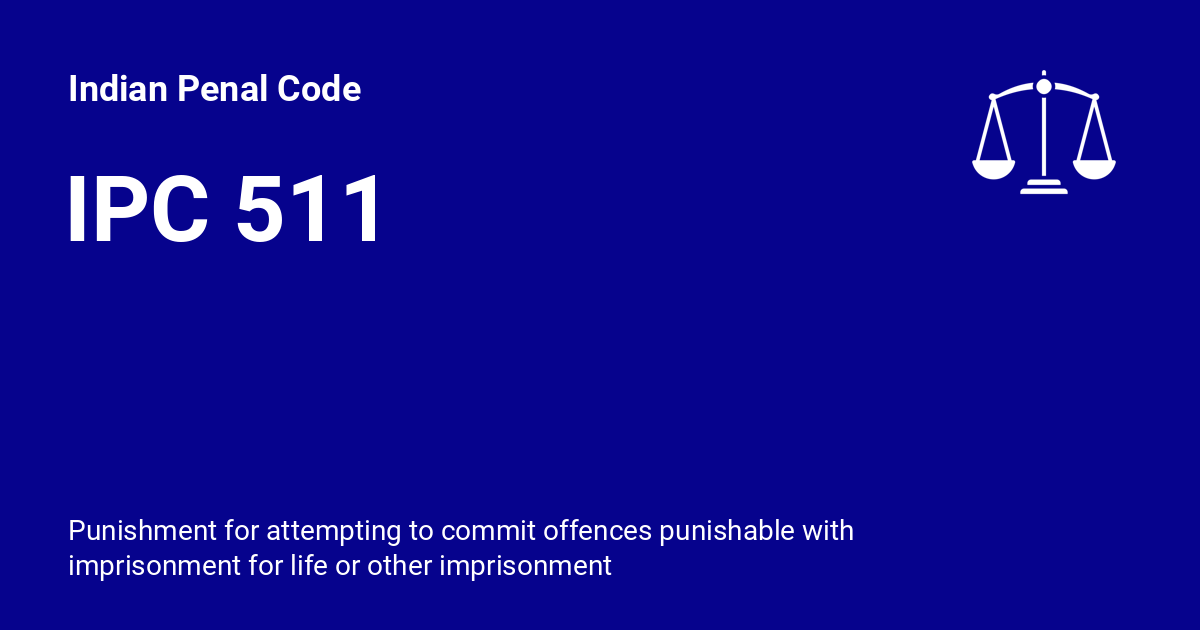 Indian Penal Code
IPC 511
Punishment for attempting to commit offences punishable with
imprisonment for life or other imprisonment